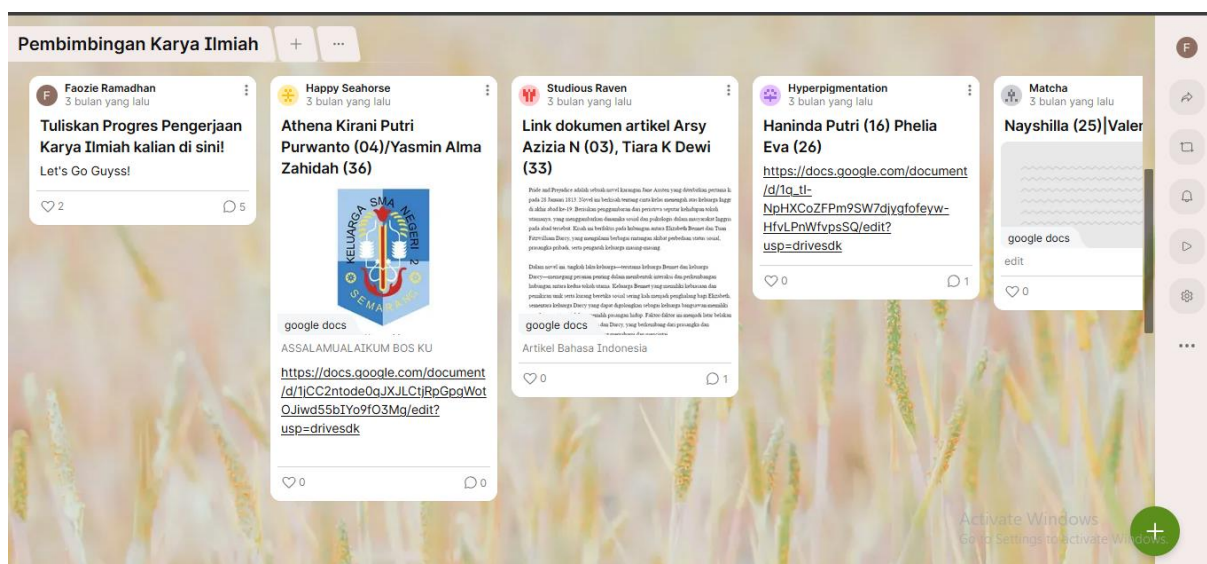 Pembimbingan Karya Ilmiah
F
F
Faozie Ramadhan
3 bulan yang lalu
Tuliskan Progres Pengerjaan
Karya Ilmiah kalian di sini!
Let's Go Guyss!
2
5
Happy Seahorse
3 bulan yang lalu
Athena Kirani Putri
Purwanto (04)/Yasmin Alma
Zahidah (36)
KELUARGA SMA NEGERI 2
SEMARANG
google docs
ASSALAMUALAIKUM BOS KU
https://docs.google.com/document
/d/1jCC2ntode0qJXJLCtjRpGpqWot
OJiwd55bIYo9fO3Mg/edit?
usp=drivesdk
0
0
Studious Raven
3 bulan yang lalu
Link dokumen artikel Arsy
Azizia N (03), Tiara K Dewi
(33)
google docs
Artikel Bahasa Indonesia
0
1
Hyperpigmentation
3 bulan yang lalu
Haninda Putri (16) Phelia
Eva (26)
https://docs.google.com/document
/d/1q_tI-
NpHXCoZFPm9SW7djygfofeyw-
HfvLPnWfvpsSQ/edit?
usp=drivesdk
0
1
Matcha
3 bulan yang lalu
Nayshilla (25)|Valer
google docs
edit
0
Activate Windows
Go to Settings to activate Windows.